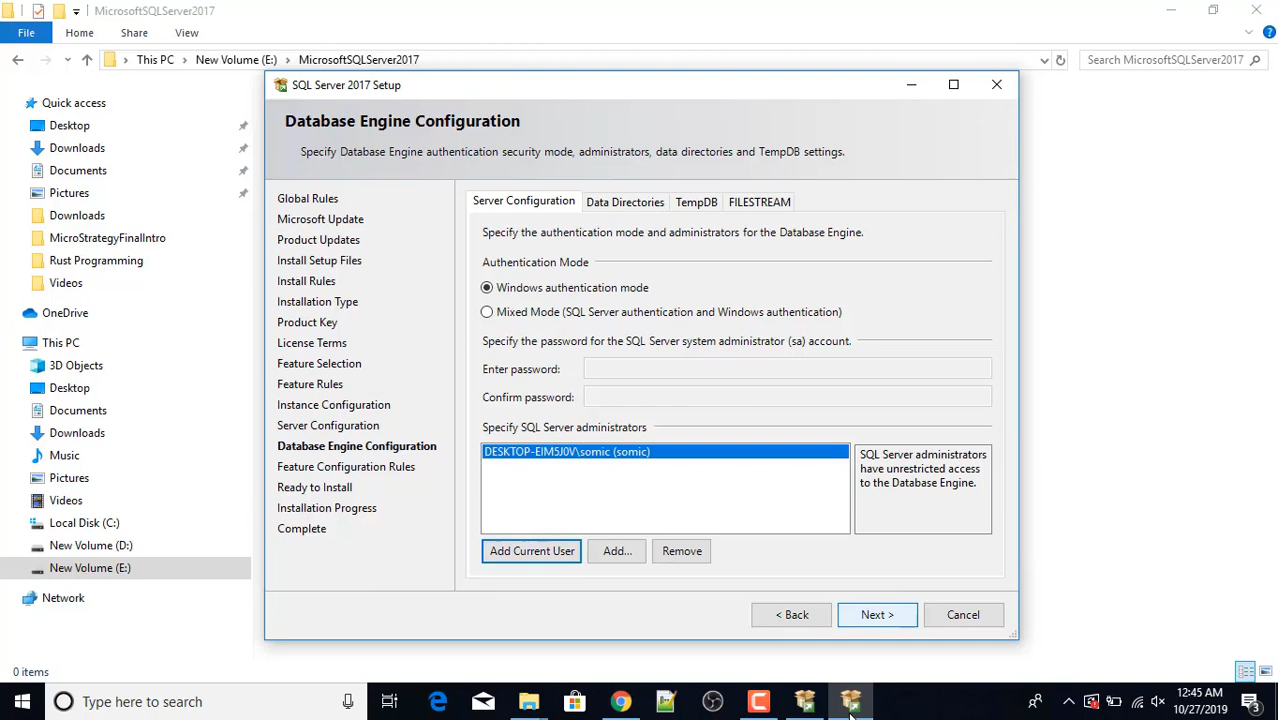 MicrosoftSQLServer2017
File Home Share View
This PC New Volume (E:) MicrosoftSQLServer2017
Search MicrosoftSQLServer2017
Quick access
Desktop
Downloads
Documents
Pictures
Downloads
MicroStrategyFinalIntro
Rust Programming
Videos
OneDrive
This PC
3D Objects
Desktop
Documents
Downloads
Music
Pictures
Videos
Local Disk (C:)
New Volume (D:)
New Volume (E:)
Network
0 items
SQL Server 2017 Setup
Database Engine Configuration
Specify Database Engine authentication security mode, administrators, data directories and TempDB settings.
Global Rules
Microsoft Update
Product Updates
Install Setup Files
Install Rules
Installation Type
Product Key
License Terms
Feature Selection
Feature Rules
Instance Configuration
Server Configuration
Database Engine Configuration
Feature Configuration Rules
Ready to Install
Installation Progress
Complete
Server Configuration Data Directories TempDB FILESTREAM
Specify the authentication mode and administrators for the Database Engine.
Authentication Mode
Windows authentication mode
Mixed Mode (SQL Server authentication and Windows authentication)
Specify the password for the SQL Server system administrator (sa) account.
Enter password:
Confirm password:
Specify SQL Server administrators
DESKTOP-EIM5J0V\somic (somic)
SQL Server administrators
have unrestricted access
to the Database Engine.
Add Current User Add... Remove
< Back Next > Cancel
Type here to search
12:45 AM
10/27/2019
3